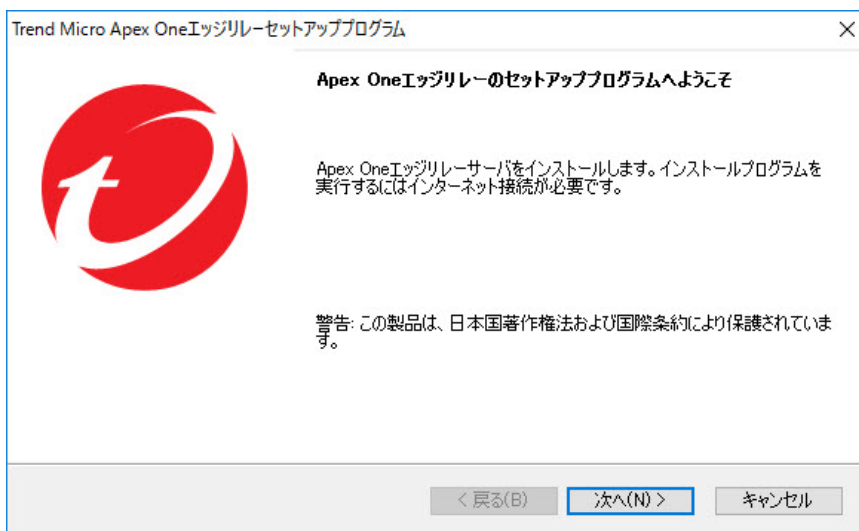 Trend Micro Apex Oneエッジリレーセットアッププログラム
Apex Oneエッジリレーのセットアッププログラムへようこそ
Apex Oneエッジリレーサーバをインストールします。インストールプログラムを
実行するにはインターネット接続が必要です。
警告: この製品は、日本国著作権法および国際条約により保護されていま
す。
< 戻る(B)
次へ(N) >
キャンセル